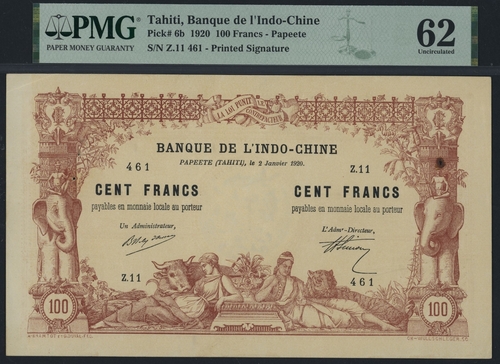 PMG
PAPER MONEY GUARANTY
Tahiti, Banque de l'Indo-Chine
Pick# 6b 1920 100 Francs - Papeete
S/N Z.11 461 - Printed Signature
62
Uncirculated
LA LOI PUNIT LE
CONTREFACTEUR
BANQUE DE L'INDO-CHINE
461
PAPEETE (TAHITI), le 2 Janvier 1920.
Z.11
CENT FRANCS
CENT FRANCS
payables en monnaie locale au porteur
payables en monnaie locale au porteur
Un Administrateur,
L'Admr-Directeur,
Z.11
461
100
100